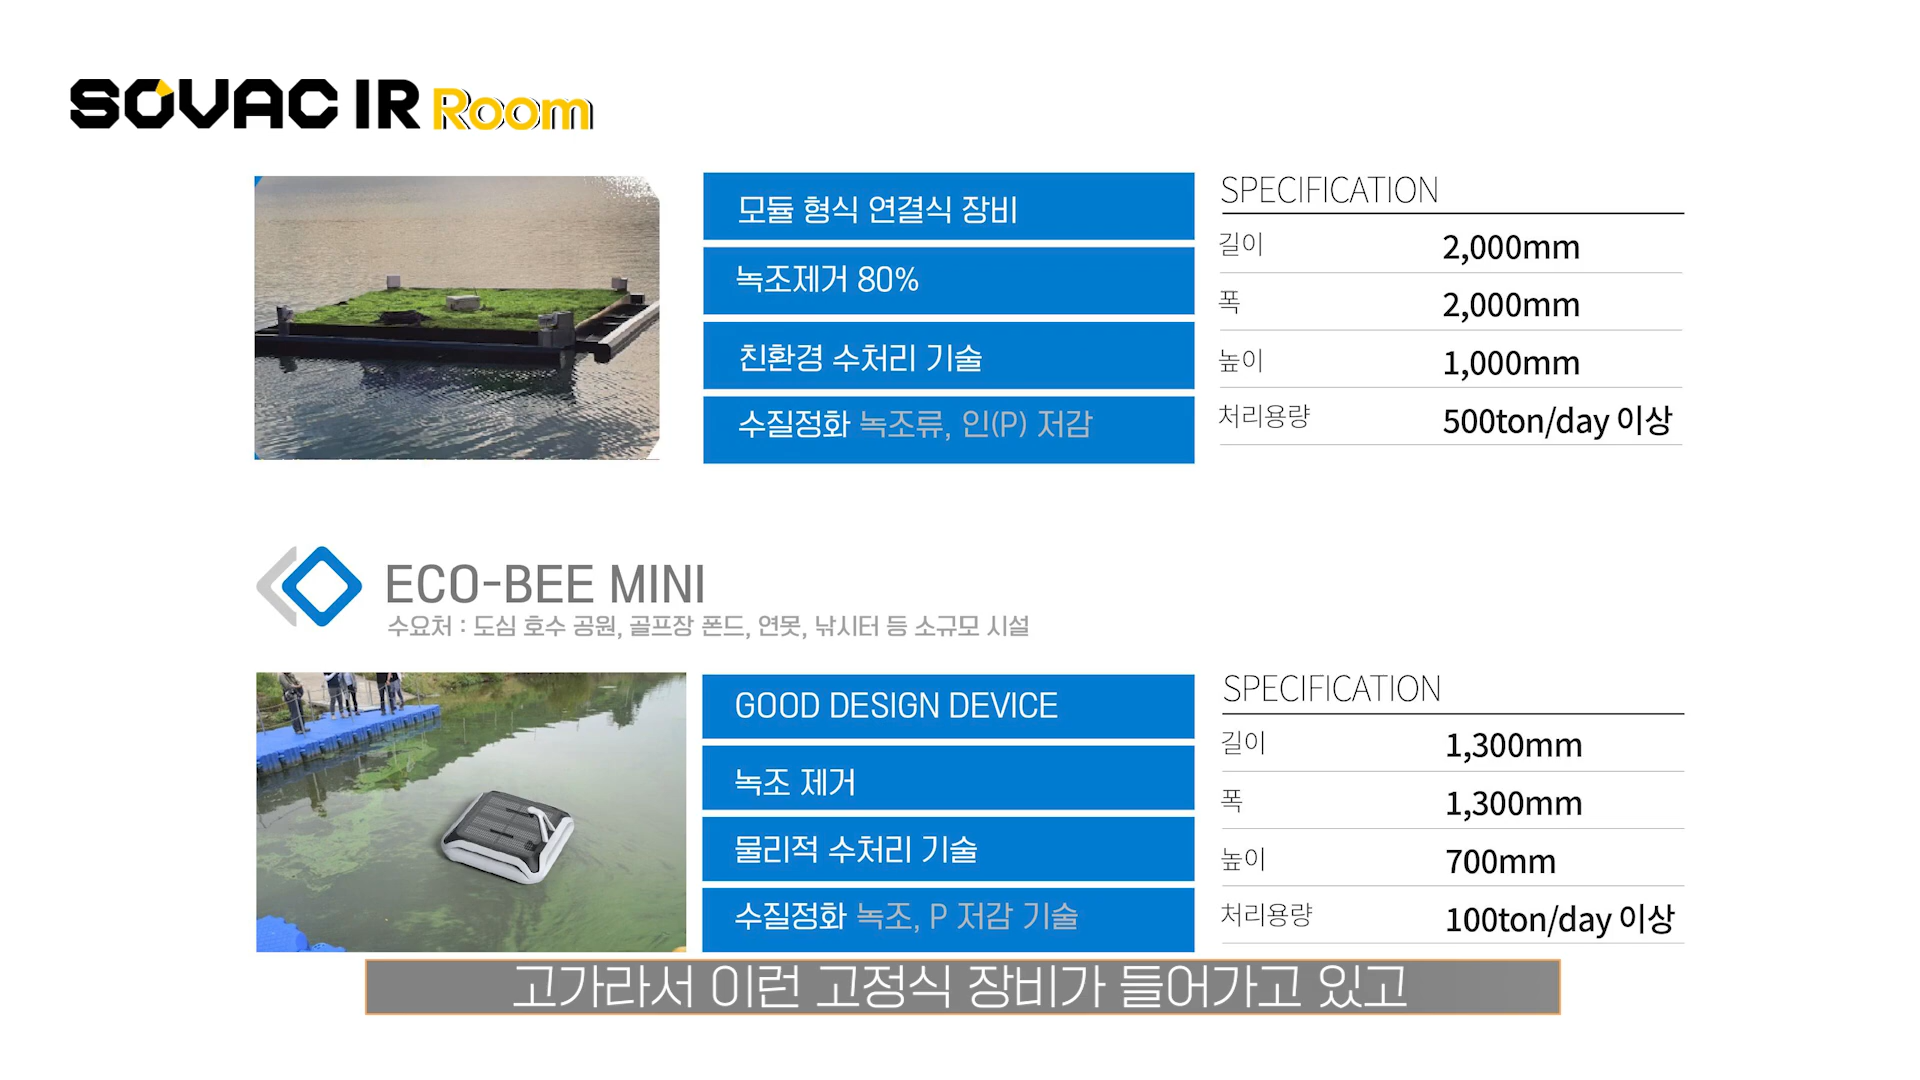 SOVAC IR Room
모듈 형식 연결식 장비
녹조제거 80%
친환경 수처리 기술
수질정화 녹조류, 인(P) 저감
SPECIFICATION
길이 2,000mm
폭 2,000mm
높이 1,000mm
처리용량 500ton/day 이상
ECO-BEE MINI
수요처 : 도심 호수 공원, 골프장 폰드, 연못, 낚시터 등 소규모 시설
GOOD DESIGN DEVICE
녹조 제거
물리적 수처리 기술
수질정화 녹조, P 저감 기술
SPECIFICATION
길이 1,300mm
폭 1,300mm
높이 700mm
처리용량 100ton/day 이상
고가라서 이런 고정식 장비가 들어가고 있고